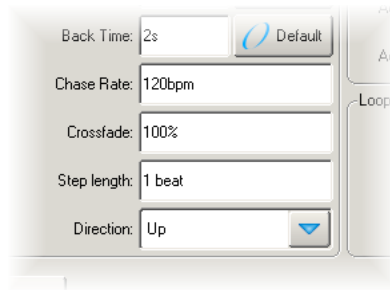 Back Time: 2s Default
Chase Rate: 120bpm
Loop
Crossfade: 100%
Step length: 1 beat
Direction: Up